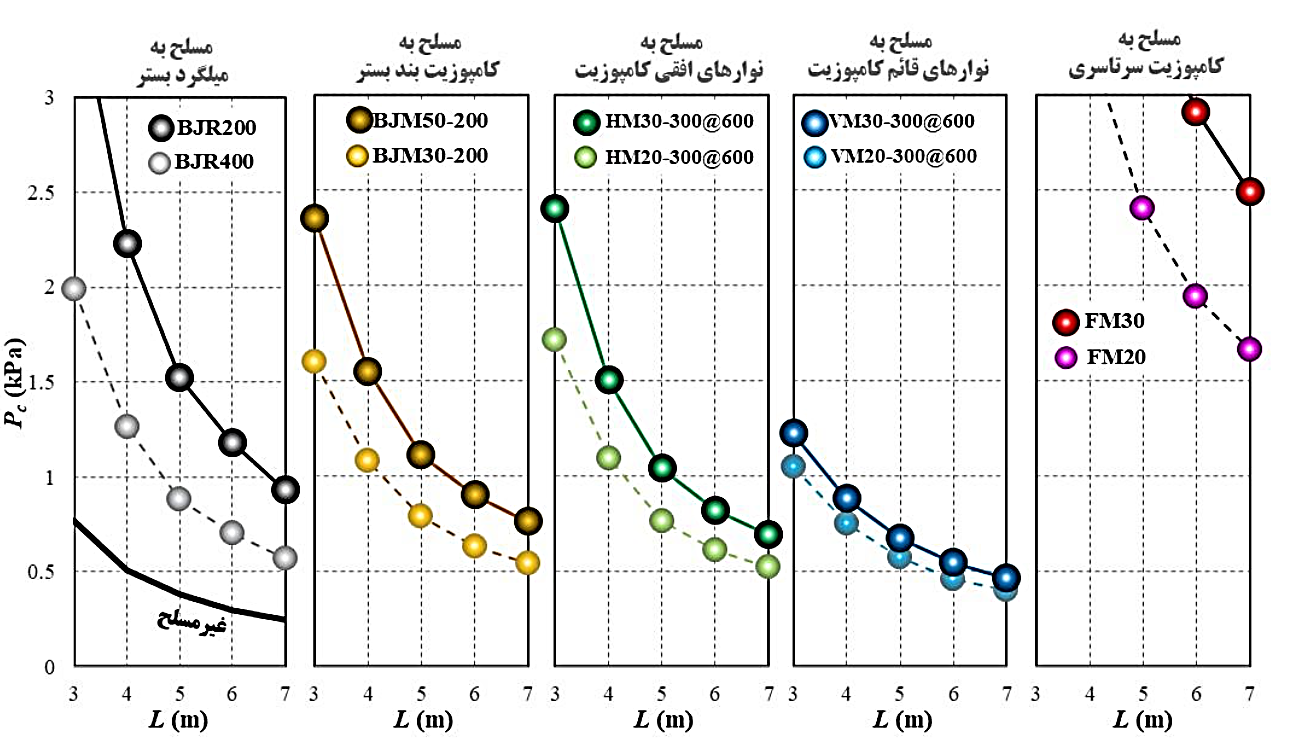 مسلح به
میلگرد بستر
مسلح به
کامپوزیت بند بستر
مسلح به
نوارهای افقی کامپوزیت
مسلح به
نوارهای قائم کامپوزیت
مسلح به
کامپوزیت سرتاسری
BJR200
BJR400
BJM50-200
BJM30-200
HM30-300@600
HM20-300@600
VM30-300@600
VM20-300@600
FM30
FM20
غیرمسلح
Pc (kPa)
3
2.5
2
1.5
1
0.5
0
3 4 5 6 7
L (m)
3 4 5 6 7
L (m)
3 4 5 6 7
L (m)
3 4 5 6 7
L (m)
3 4 5 6 7
L (m)